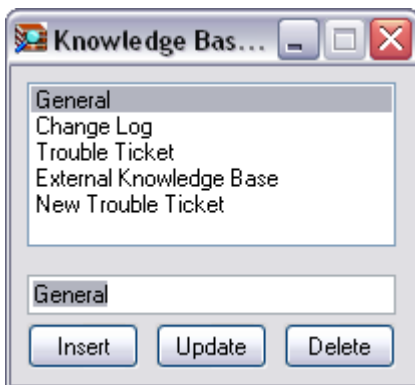 Knowledge Bas...
General
Change Log
Trouble Ticket
External Knowledge Base
New Trouble Ticket
General
Insert Update Delete